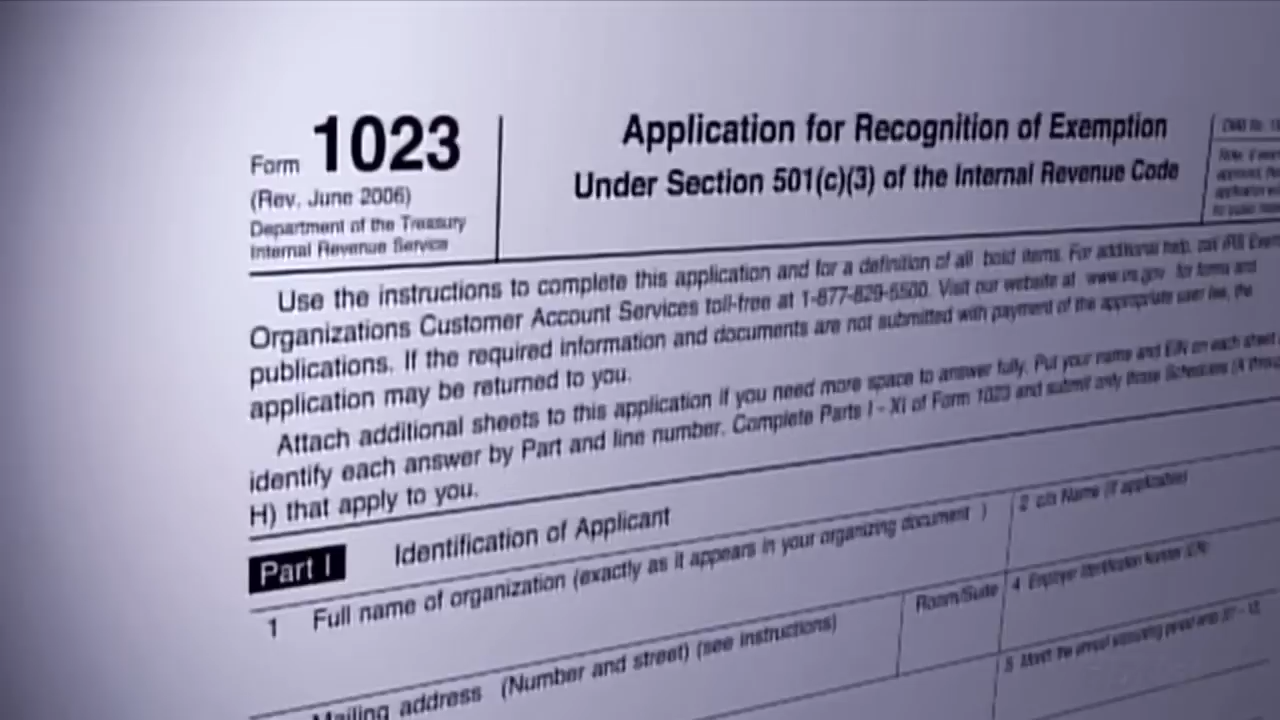 Form 1023
(Rev. June 2006)
Department of the Treasury
Internal Revenue Service
Application for Recognition of Exemption
Under Section 501(c)(3) of the Internal Revenue Code
Use the instructions to complete this application and for a definition of all bold items. For additional help, call IRS Exempt
Organizations Customer Account Services toll-free at 1-877-829-5500. Visit our website at www.irs.gov for forms and
publications. If the required information and documents are not submitted with payment of the appropriate user fee, the
application may be returned to you.
Attach additional sheets to this application if you need more space to answer fully. Put your name and EIN on each sheet
identify each answer by Part and line number. Complete Parts I - XI of Form 1023 and submit only those Schedules (A
H) that apply to you.
Part I Identification of Applicant
1 Full name of organization (exactly as it appears in your organizing document )
2 c/o Name (if applicable)
Mailing address (Number and street) (see instructions)
Room/Suite
4 Employer Identification Number (EIN)
5 Month the annual accounting period ends (01 - 12)